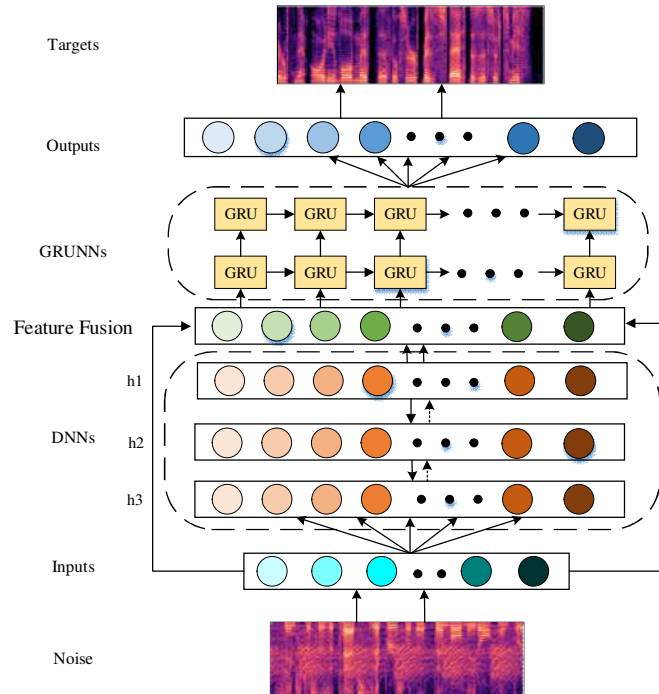 Targets
Outputs
GRU GRU GRU GRU
GRUNNs
GRU GRU GRU GRU
Feature Fusion
h1
DNNs
h2
h3
Inputs
Noise